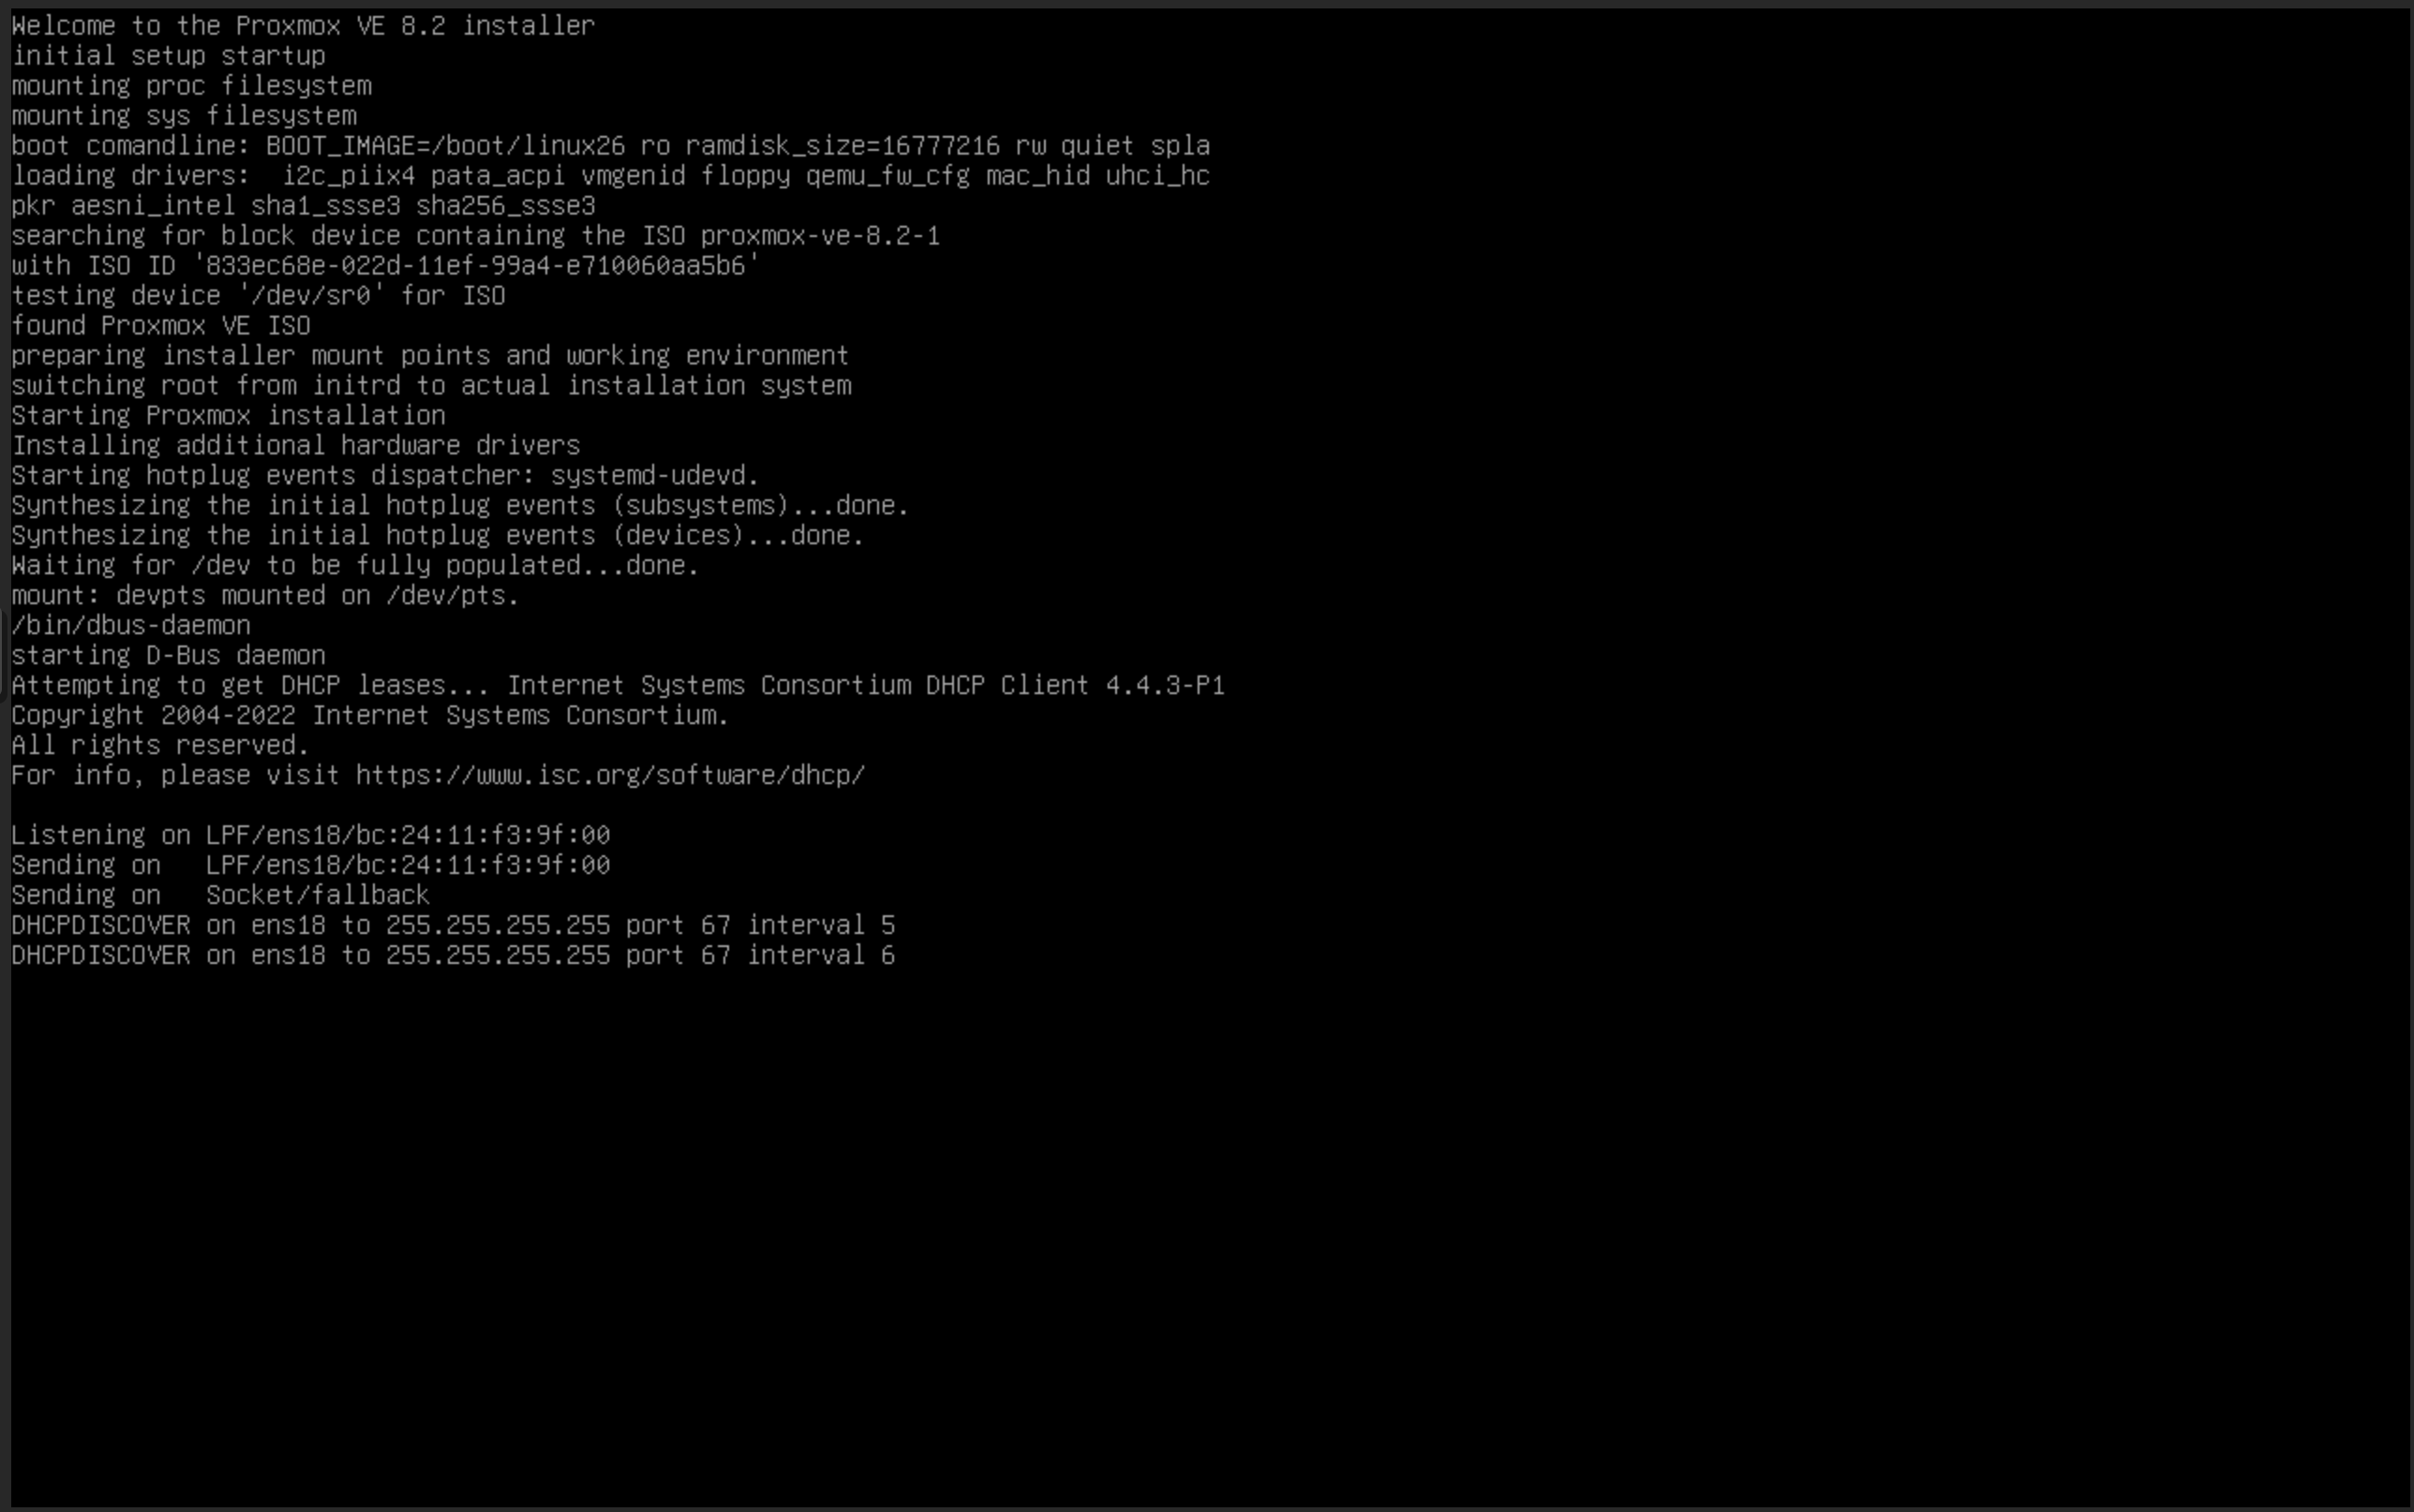 Welcome to the Proxmox VE 8.2 installer
initial setup startup
mounting proc filesystem
mounting sys filesystem
boot comandline: BOOT_IMAGE=/boot/linux26 ro ramdisk_size=16777216 rw quiet spla
loading drivers:  i2c_piix4 pata_acpi vmgenid floppy qemu_fw_cfg mac_hid uhci_hc
pkr aesni_intel sha1_ssse3 sha256_ssse3
searching for block device containing the ISO proxmox-ve-8.2-1
with ISO ID '833ec68e-022d-11ef-99a4-e710060aa5b6'
testing device '/dev/sr0' for ISO
found Proxmox VE ISO
preparing installer mount points and working environment
switching root from initrd to actual installation system
Starting Proxmox installation
Installing additional hardware drivers
Starting hotplug events dispatcher: systemd-udevd.
Synthesizing the initial hotplug events (subsystems)...done.
Synthesizing the initial hotplug events (devices)...done.
Waiting for /dev to be fully populated...done.
mount: devpts mounted on /dev/pts.
/bin/dbus-daemon
starting D-Bus daemon
Attempting to get DHCP leases... Internet Systems Consortium DHCP Client 4.4.3-P1
Copyright 2004-2022 Internet Systems Consortium.
All rights reserved.
For info, please visit https://www.isc.org/software/dhcp/

Listening on LPF/ens18/bc:24:11:f3:9f:00
Sending on   LPF/ens18/bc:24:11:f3:9f:00
Sending on   Socket/fallback
DHCPDISCOVER on ens18 to 255.255.255.255 port 67 interval 5
DHCPDISCOVER on ens18 to 255.255.255.255 port 67 interval 6